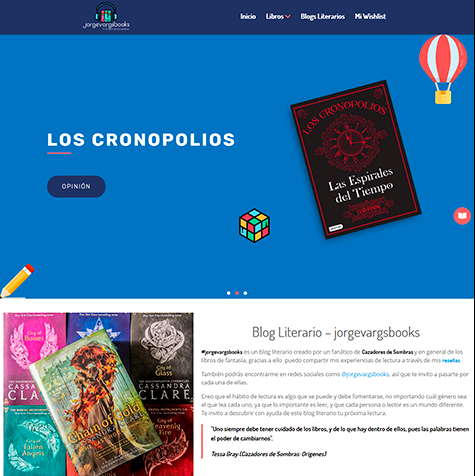 jorgevargsbooks
Inicio Libros Blogs Literarios Mi Wishlist
LOS CRONOPOLIOS
OPINIÓN
LOS CRONOPOLIOS
Las Espirales
del Tiempo
City of
Bones
City of
Glass
CASSANDRA
CLARE
CASSANDRA
CLARE
Chain of Gold
City of
Fallen
Angels
City of
Heavenly
Fire
Blog Literario – jorgevargsbooks
#jorgevargsbooks es un blog literario creado por un fanático de Cazadores de Sombras y en general de los
libros de fantasía, gracias a ello puedo compartir mis experiencias de lectura a través de mis reseñas.
También podrás encontrarme en redes sociales como @jorgevargsbooks, así que te invito a pasarte por
cada una de ellas.
Creo que el hábito de lectura es algo que se puede y debe fomentarse, no importando cuál género sea
el que lea cada uno, ya que lo importante es leer, y que cada persona o lector es un mundo diferente.
Te invito a descubrir con ayuda de este blog literario tu próxima lectura.
"Uno siempre debe tener cuidado de los libros, y de lo que hay dentro de ellos, pues las palabras tienen
el poder de cambiarnos".
Tessa Gray (Cazadores de Sombras: Orígenes)